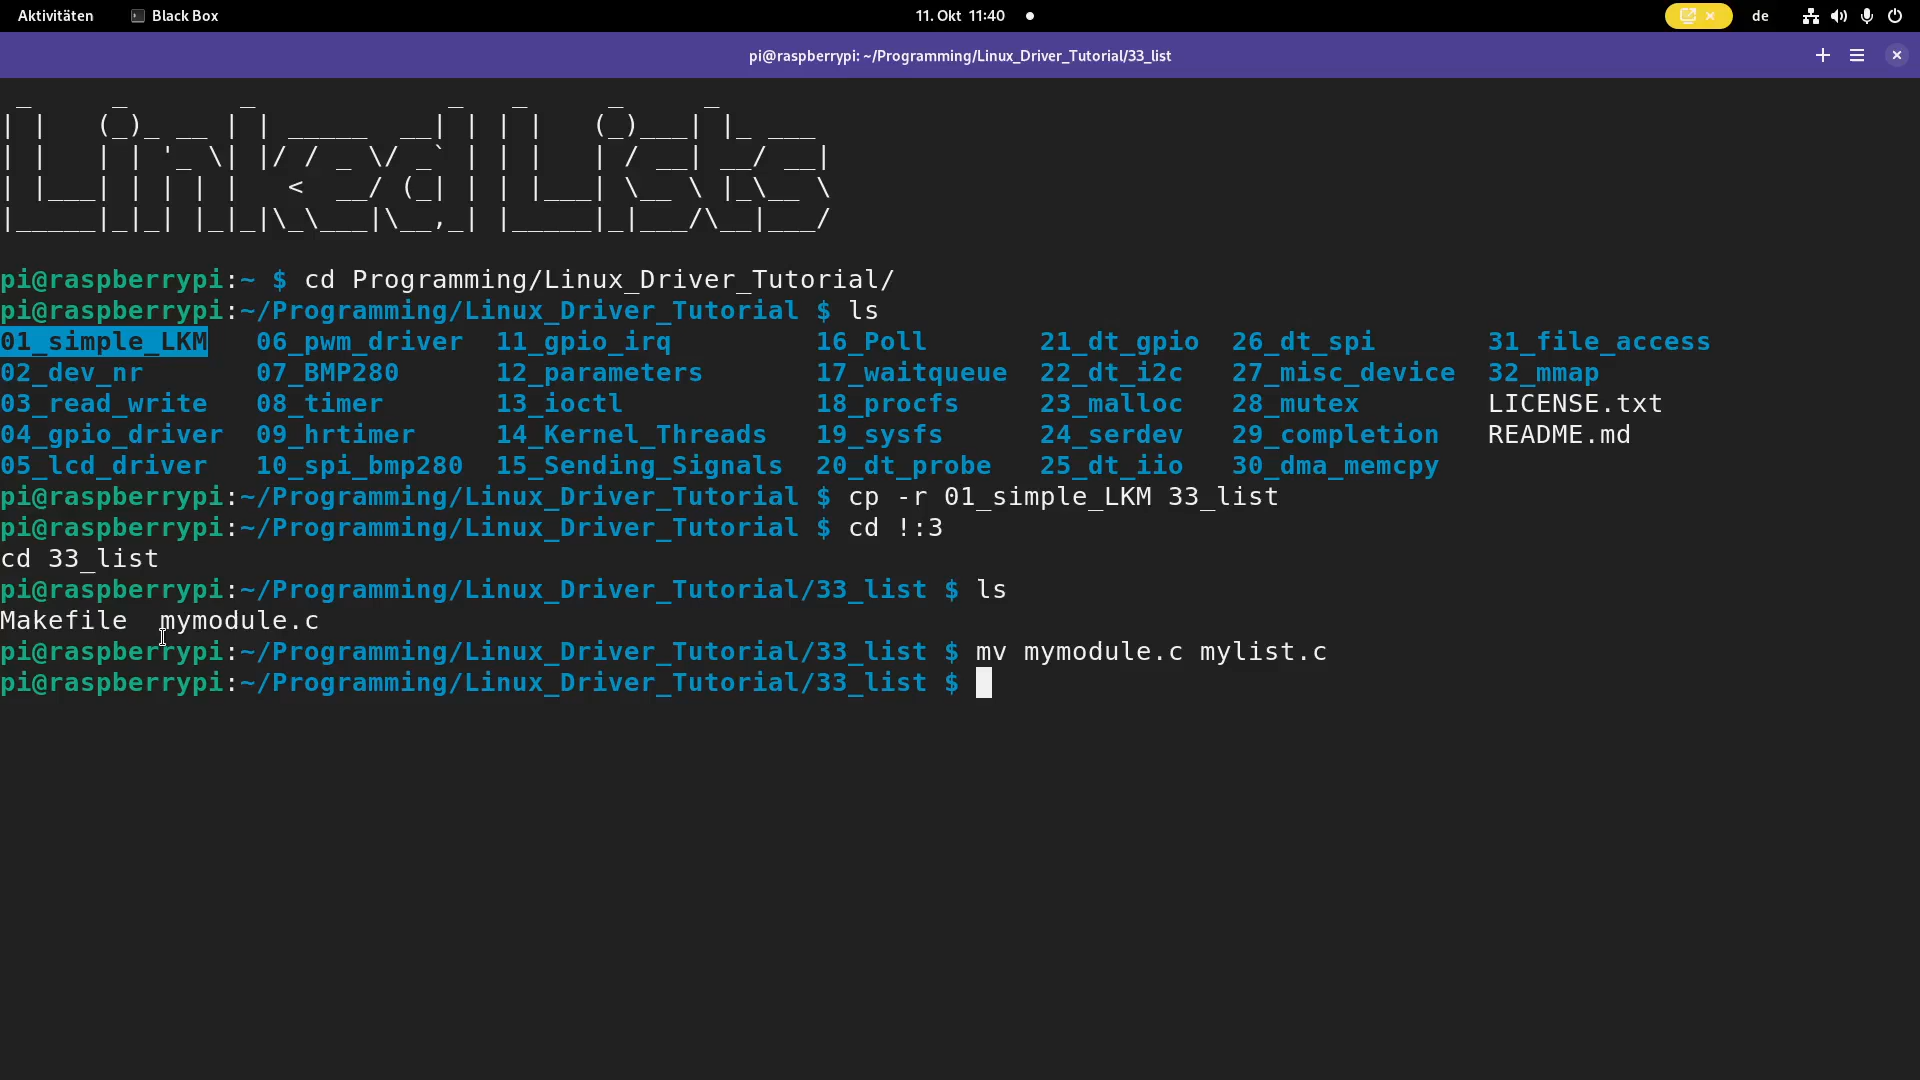 Aktivitäten Black Box 11. Okt 11:40 de
pi@raspberrypi: ~/Programming/Linux_Driver_Tutorial/33_list
Linked Lists
pi@raspberrypi:~ $ cd Programming/Linux_Driver_Tutorial/
pi@raspberrypi:~/Programming/Linux_Driver_Tutorial $ ls
01_simple_LKM 06_pwm_driver 11_gpio_irq 16_Poll 21_dt_gpio 26_dt_spi 31_file_access
02_dev_nr 07_BMP280 12_parameters 17_waitqueue 22_dt_i2c 27_misc_device 32_mmap
03_read_write 08_timer 13_ioctl 18_procfs 23_malloc 28_mutex LICENSE.txt
04_gpio_driver 09_hrtimer 14_Kernel_Threads 19_sysfs 24_serdev 29_completion README.md
05_lcd_driver 10_spi_bmp280 15_Sending_Signals 20_dt_probe 25_dt_iio 30_dma_memcpy
pi@raspberrypi:~/Programming/Linux_Driver_Tutorial $ cp -r 01_simple_LKM 33_list
pi@raspberrypi:~/Programming/Linux_Driver_Tutorial $ cd !:3
cd 33_list
pi@raspberrypi:~/Programming/Linux_Driver_Tutorial/33_list $ ls
Makefile mymodule.c
pi@raspberrypi:~/Programming/Linux_Driver_Tutorial/33_list $ mv mymodule.c mylist.c
pi@raspberrypi:~/Programming/Linux_Driver_Tutorial/33_list $